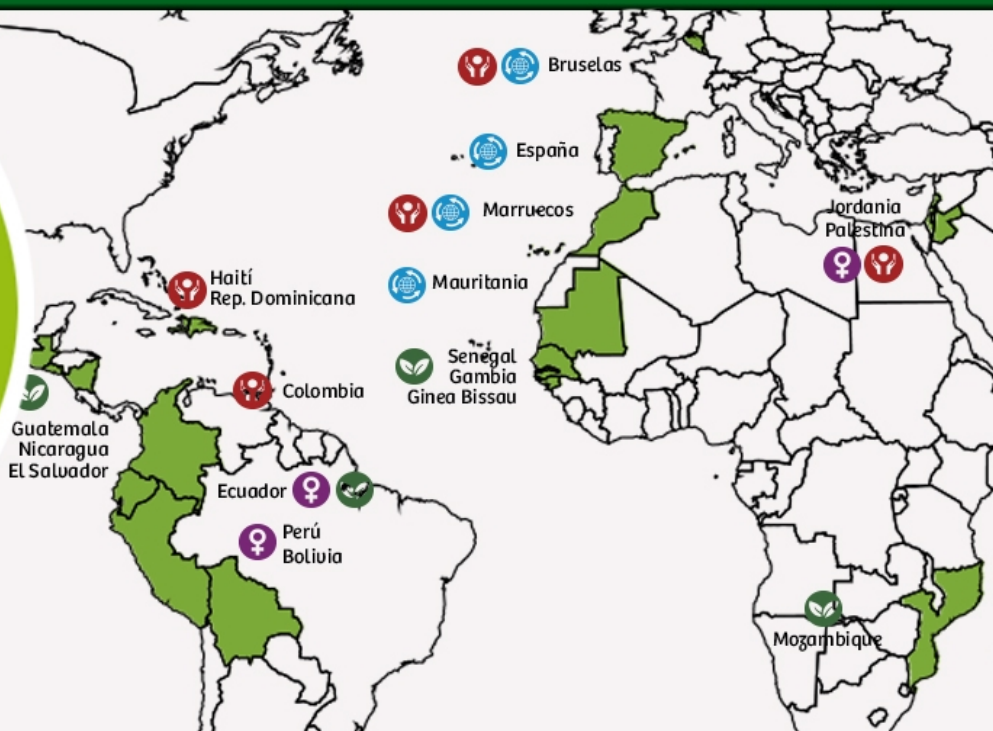 Bruselas
España
Marruecos
Jordania
Palestina
Haití
Rep. Dominicana
Mauritania
Senegal
Gambia
Ginea Bissau
Colombia
Guatemala
Nicaragua
El Salvador
Ecuador
Perú
Bolivia
Mozambique